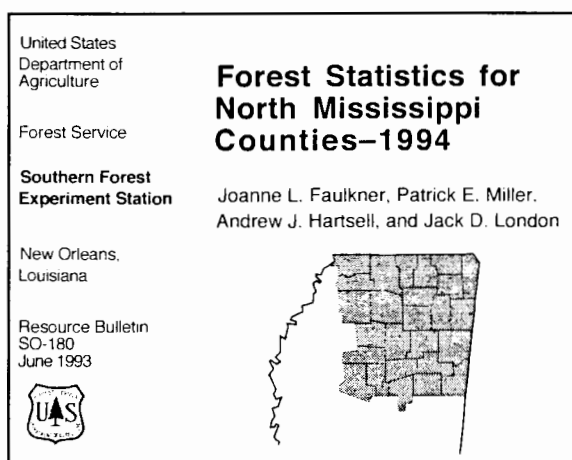 United States
Department of
Agriculture
Forest Service
Southern Forest
Experiment Station
New Orleans,
Louisiana
Resource Bulletin
SO-180
June 1993
Forest Statistics for
North Mississippi
Counties–1994
Joanne L. Faulkner, Patrick E. Miller,
Andrew J. Hartsell, and Jack D. London
U S